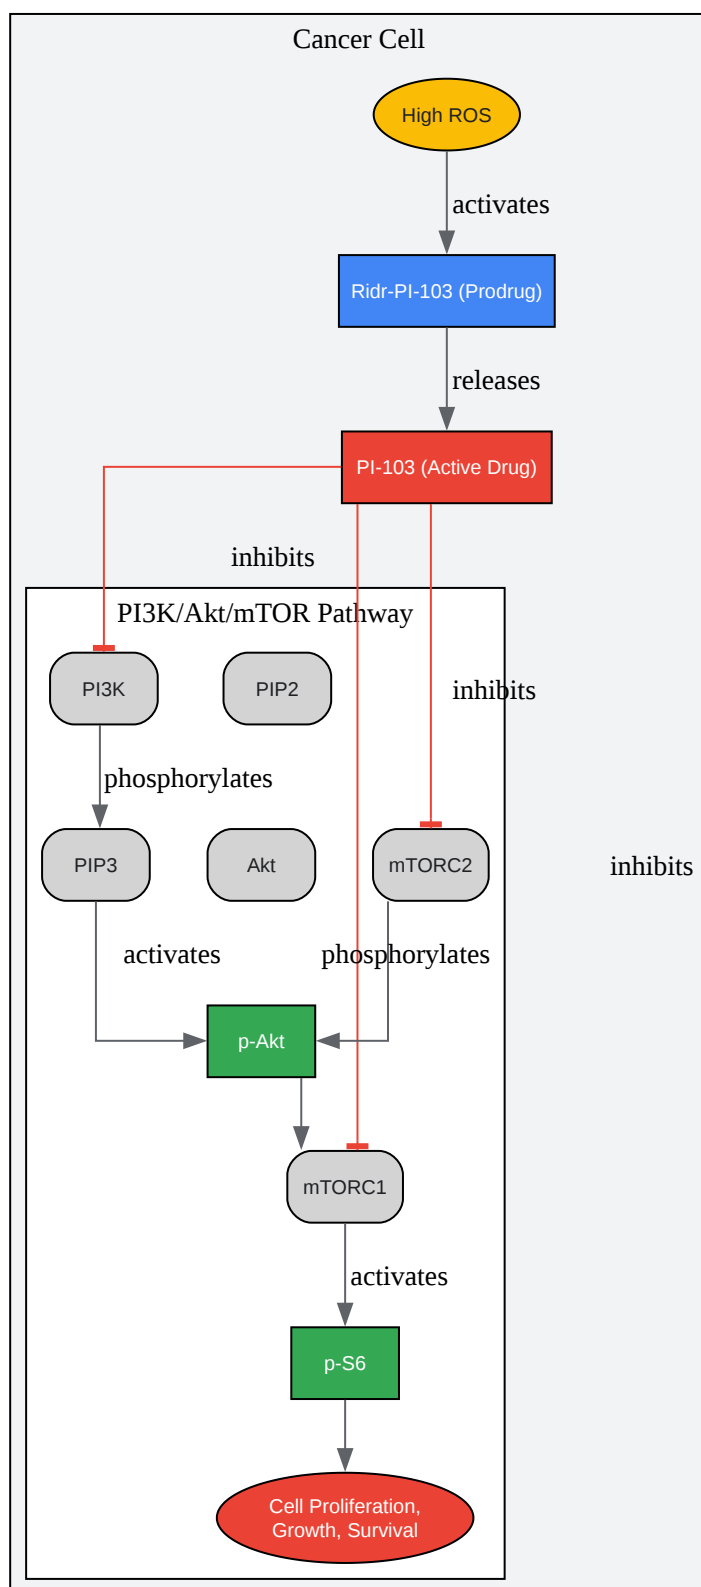 Cancer Cell
High ROS
activates
Ridr-PI-103 (Prodrug)
releases
PI-103 (Active Drug)
inhibits
PI3K/Akt/mTOR Pathway
PI3K
PIP2
inhibits
phosphorylates
PIP3
Akt
mTORC2
inhibits
activates
phosphorylates
p-Akt
mTORC1
activates
p-S6
Cell Proliferation,
Growth, Survival